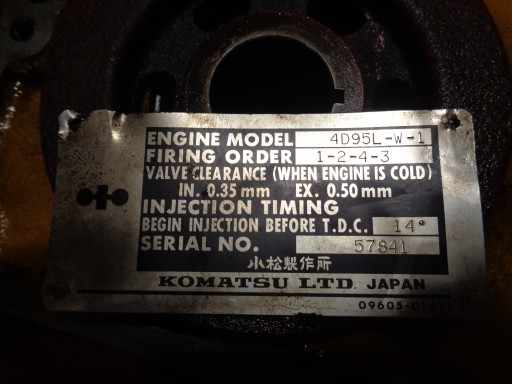 ENGINE MODEL 4D95L-W-1
FIRING ORDER 1-2-4-3
VALVE CLEARANCE (WHEN ENGINE IS COLD)
IN. 0.35 mm EX. 0.50 mm
INJECTION TIMING
BEGIN INJECTION BEFORE T.D.C. 14°
SERIAL NO. 57841
小松製作所
KOMATSU LTD. JAPAN